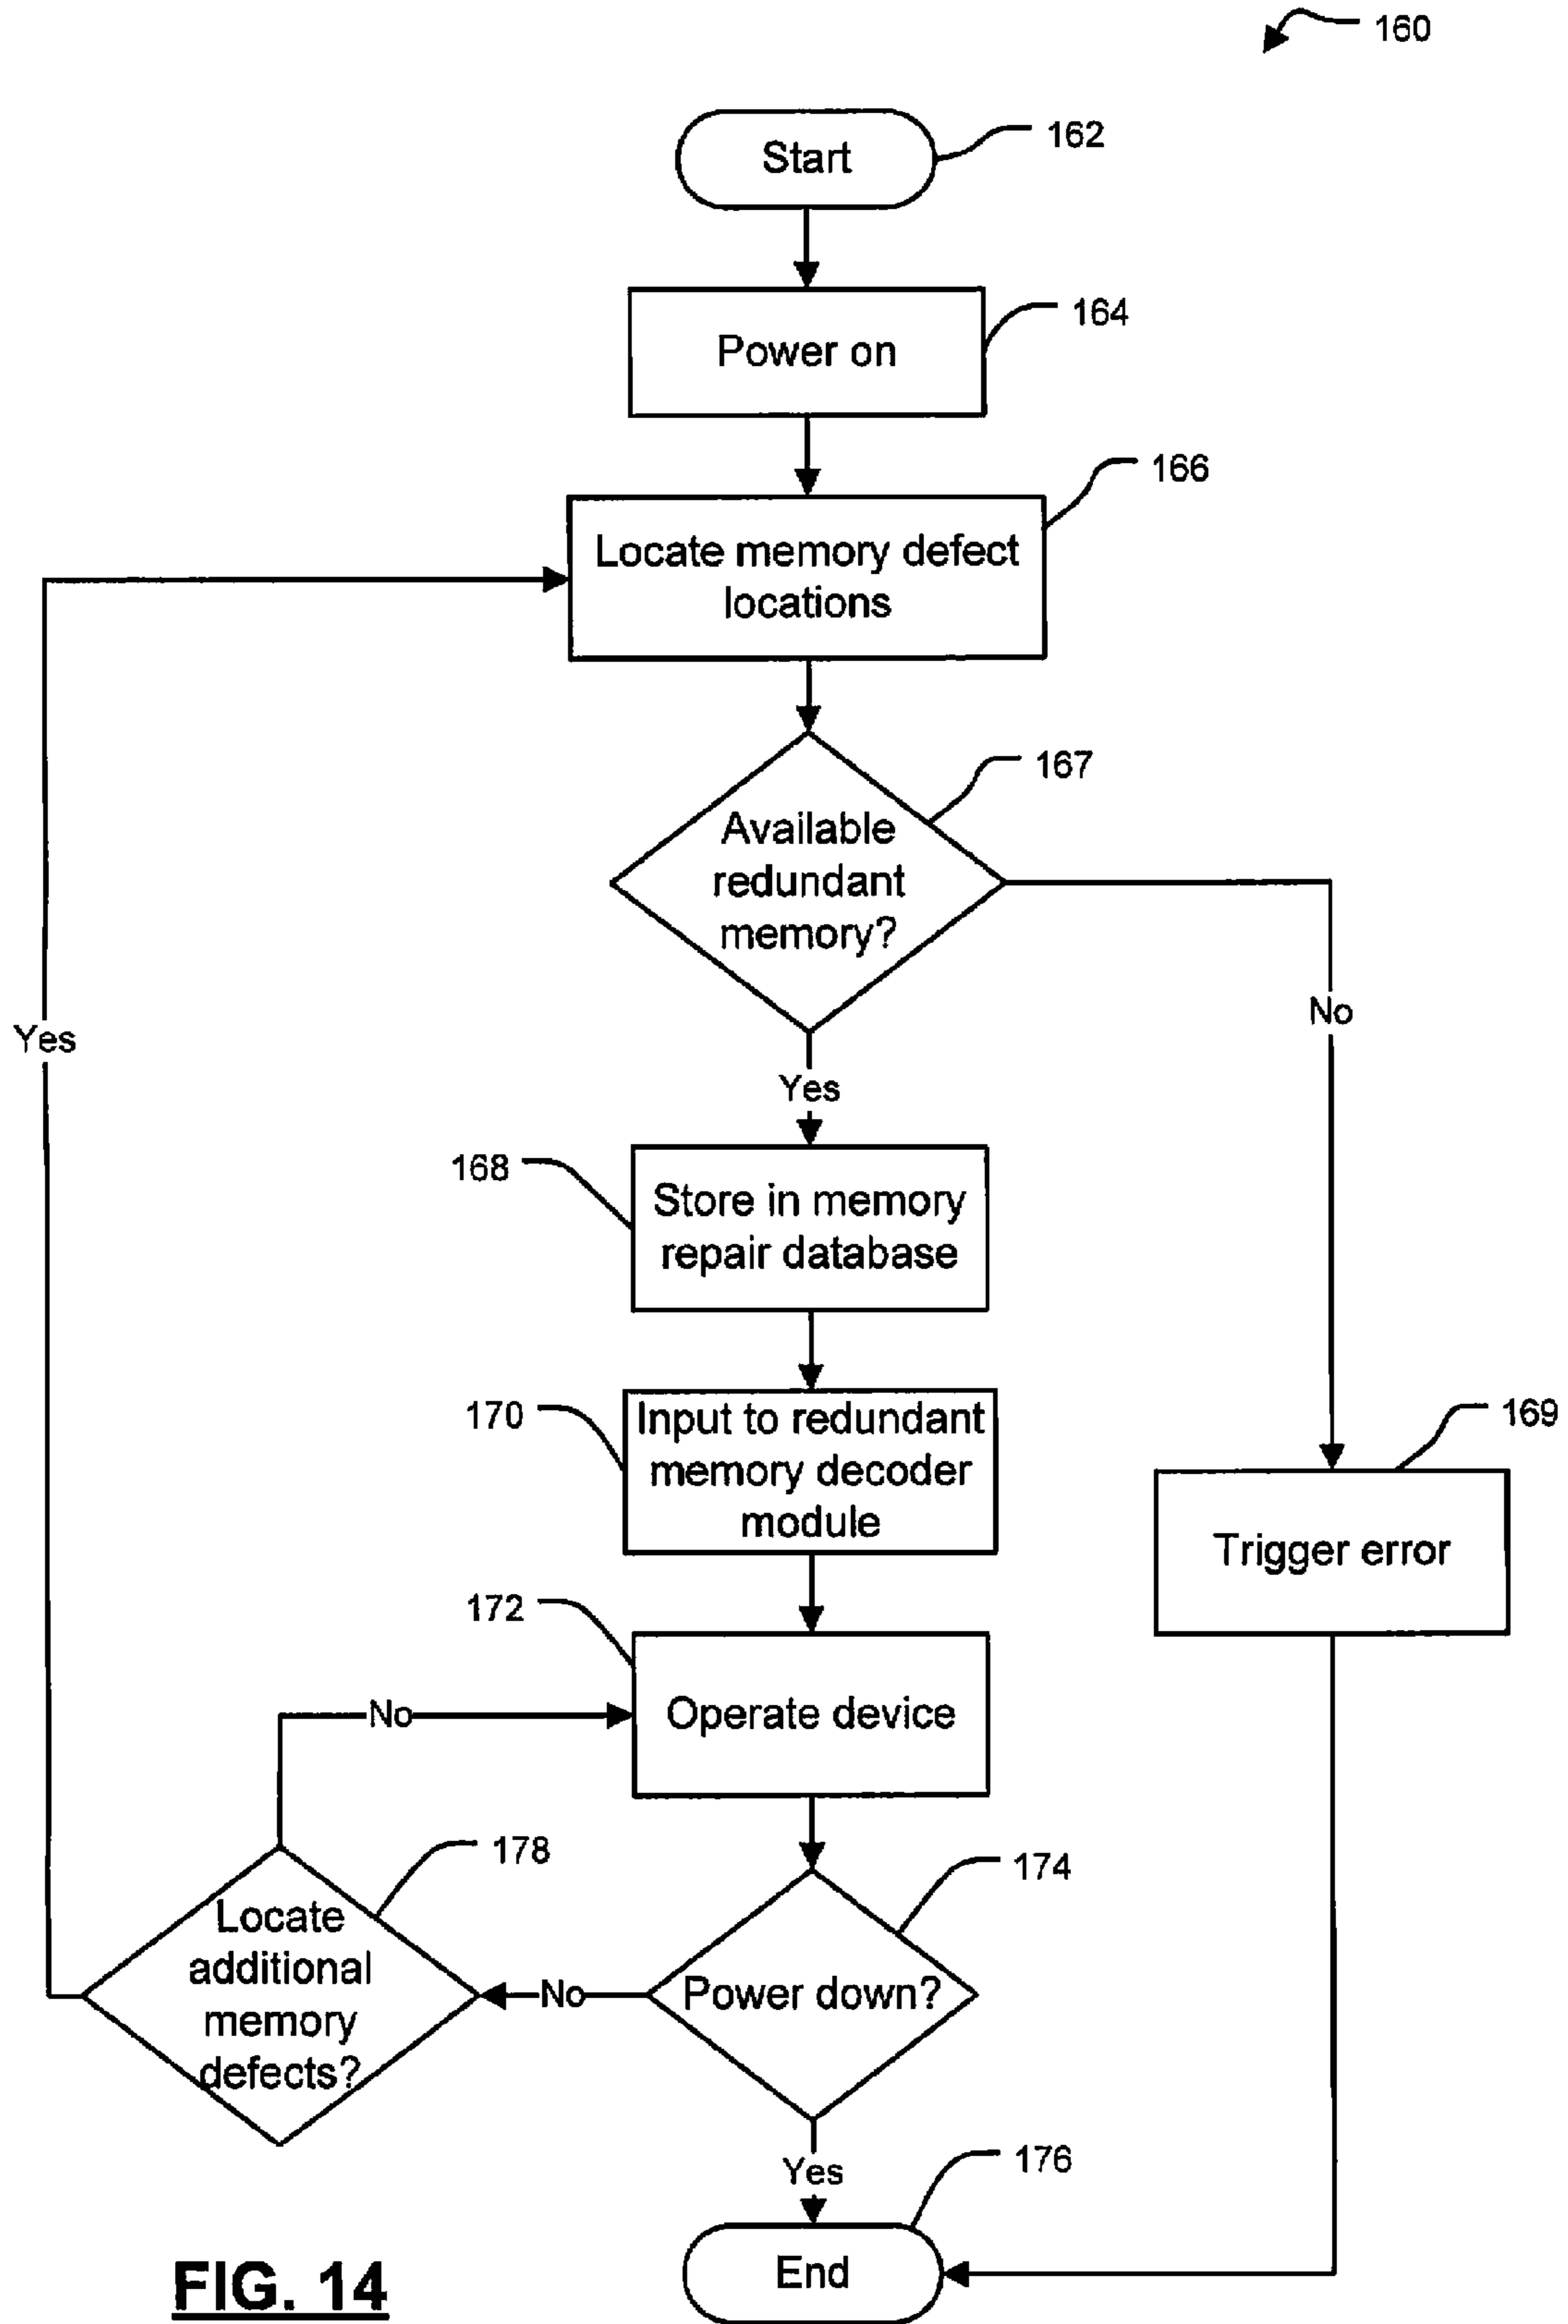 160
Start
162
Power on
164
166
Locate memory defect
locations
167
Available
redundant
memory?
No
Yes
Yes
168
Store in memory
repair database
170
Input to redundant
memory decoder
module
169
Trigger error
172
Operate device
No
178
174
Locate
additional
memory
defects?
No
Power down?
Yes
176
End
FIG. 14